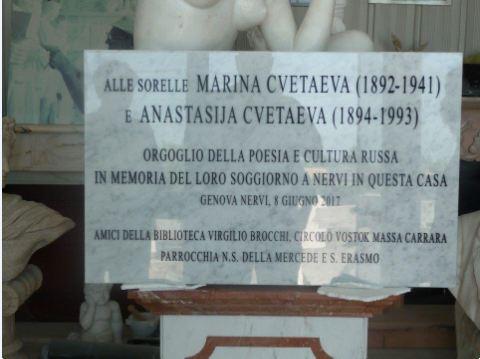 ALLE SORELLE MARINA CVETAEVA (1892-1941)
E ANASTASIJA CVETAEVA (1894-1993)
ORGOGLIO DELLA POESIA E CULTURA RUSSA
IN MEMORIA DEL LORO SOGGIORNO A NERVI IN QUESTA CASA
GENOVA NERVI, 8 GIUGNO 2017
AMICI DELLA BIBLIOTECA VIRGILIO BROCCHI, CIRCOLO VOSTOK MASSA CARRARA
PARROCCHIA N.S. DELLA MERCEDE E S. ERASMO